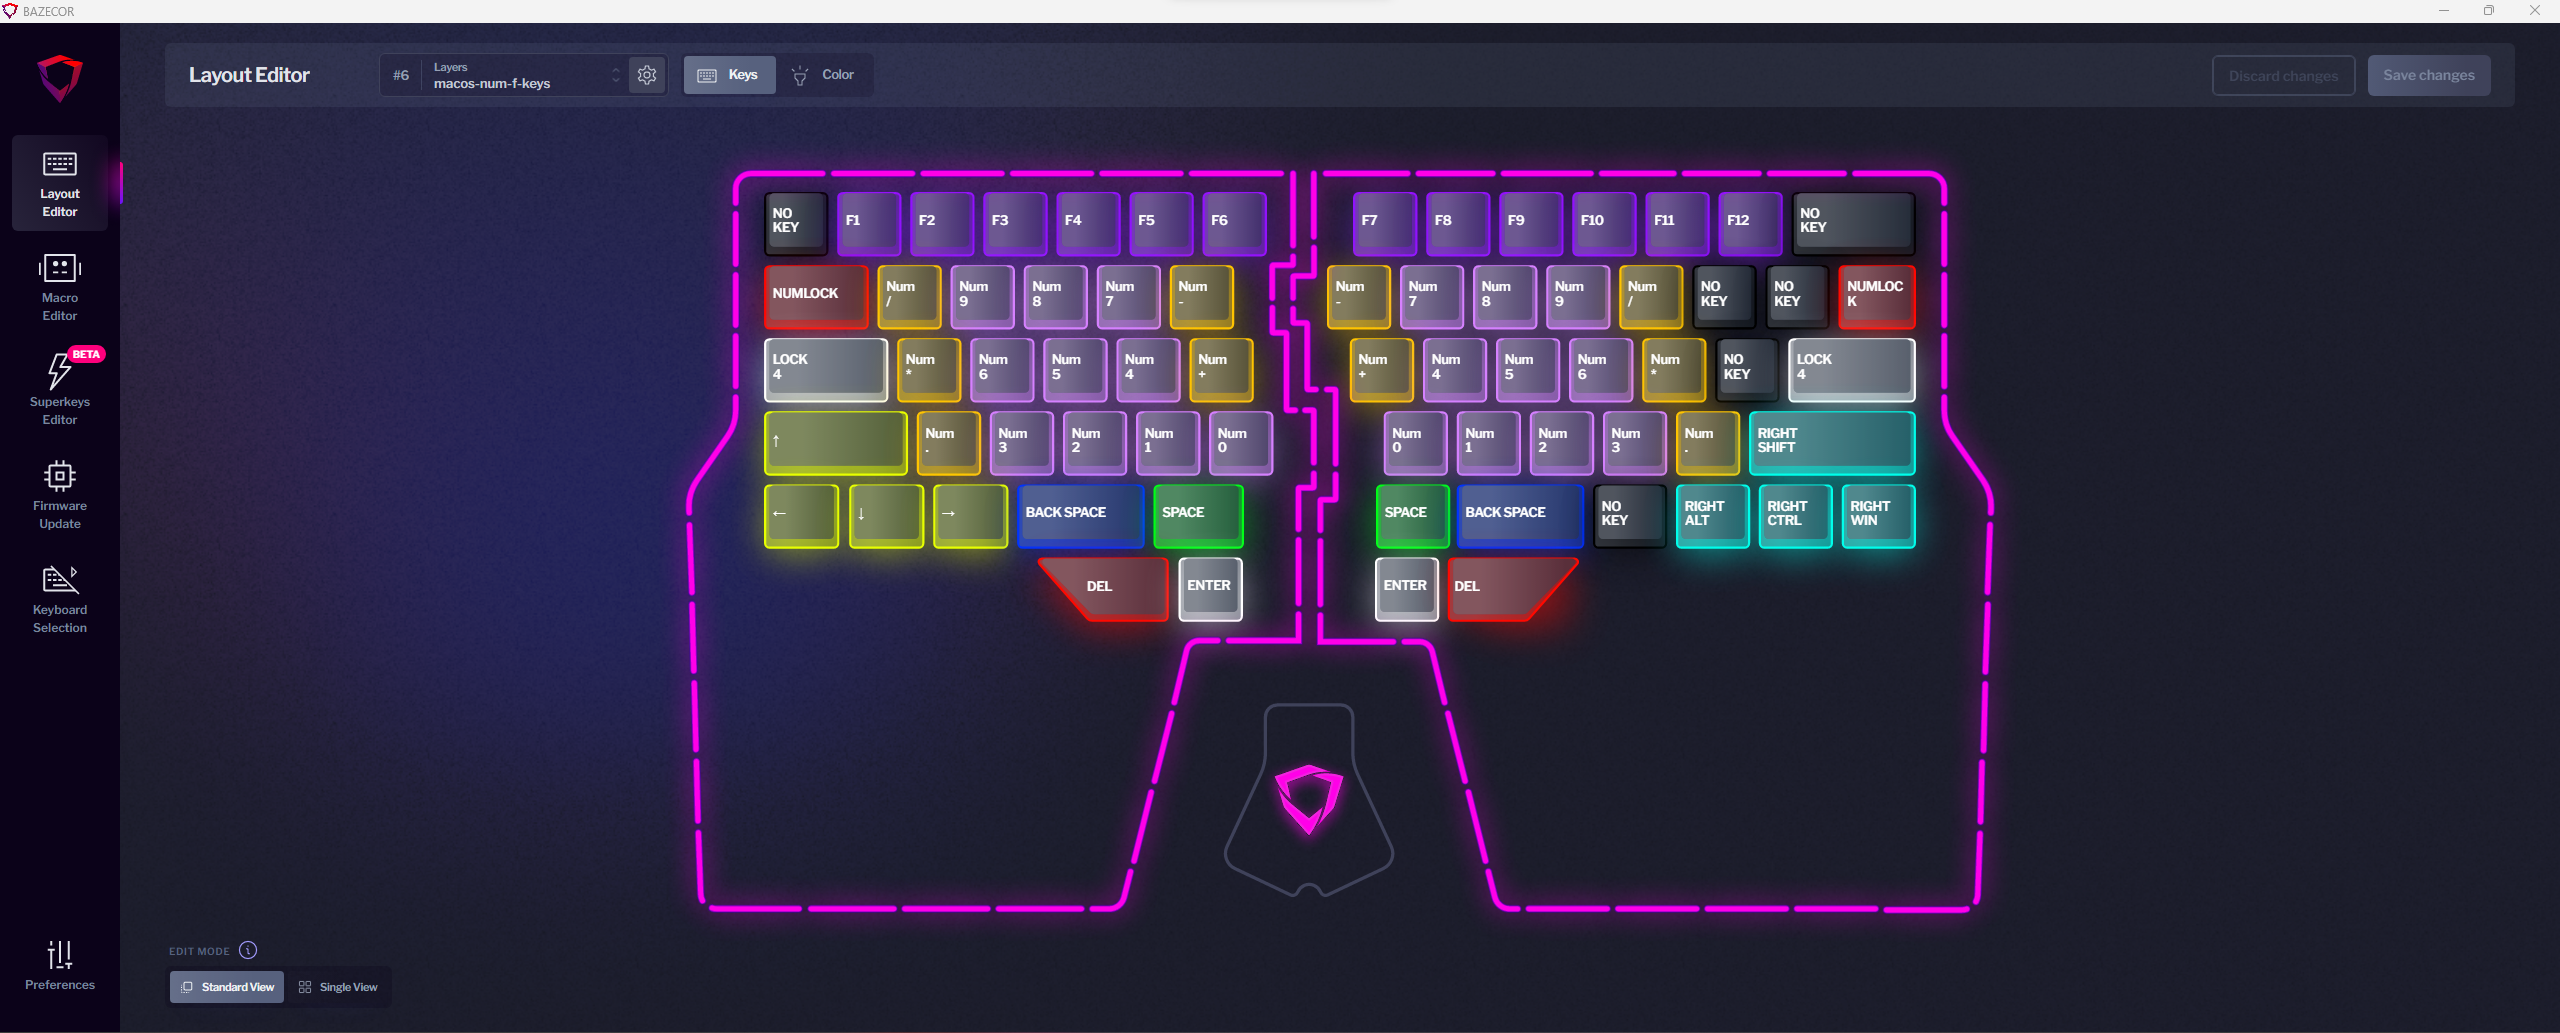 BAZECOR
Layout Editor
#6
Layers
macos-num-f-keys
Keys
Color
Discard changes
Save changes
Layout
Editor
Macro
Editor
BETA
Superkeys
Editor
Firmware
Update
Keyboard
Selection
Preferences
NO
KEY
F1
F2
F3
F4
F5
F6
F7
F8
F9
F10
F11
F12
NO
KEY
NUMLOCK
Num
/
Num
9
Num
8
Num
7
Num
-
Num
-
Num
7
Num
8
Num
9
Num
/
NO
KEY
NO
KEY
NUMLOC
K
LOCK
4
Num
*
Num
6
Num
5
Num
4
Num
+
Num
+
Num
4
Num
5
Num
6
Num
*
NO
KEY
LOCK
4
↑
Num
.
Num
3
Num
2
Num
1
Num
0
Num
0
Num
1
Num
2
Num
3
Num
.
RIGHT
SHIFT
←
↓
→
BACK SPACE
SPACE
SPACE
BACK SPACE
NO
KEY
RIGHT
ALT
RIGHT
CTRL
RIGHT
WIN
DEL
ENTER
ENTER
DEL
EDIT MODE
i
Standard View
Single View